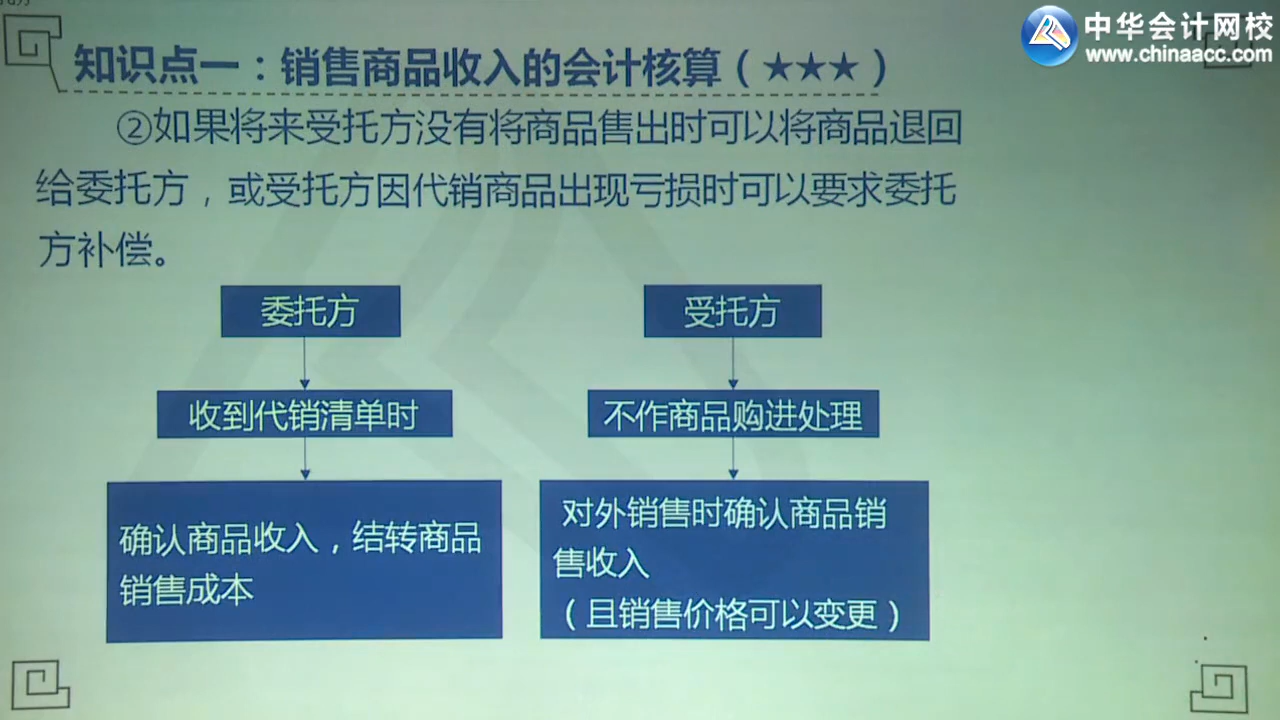 中华会计网校
www.chinaacc.com
知识点一：销售商品收入的会计核算（★★★）
②如果将来受托方没有将商品售出时可以将商品退回
给委托方，或受托方因代销商品出现亏损时可以要求委托
方补偿。
委托方
受托方
收到代销清单时
不作商品购进处理
确认商品收入，结转商品
销售成本
对外销售时确认商品销
售收入
（且销售价格可以变更）